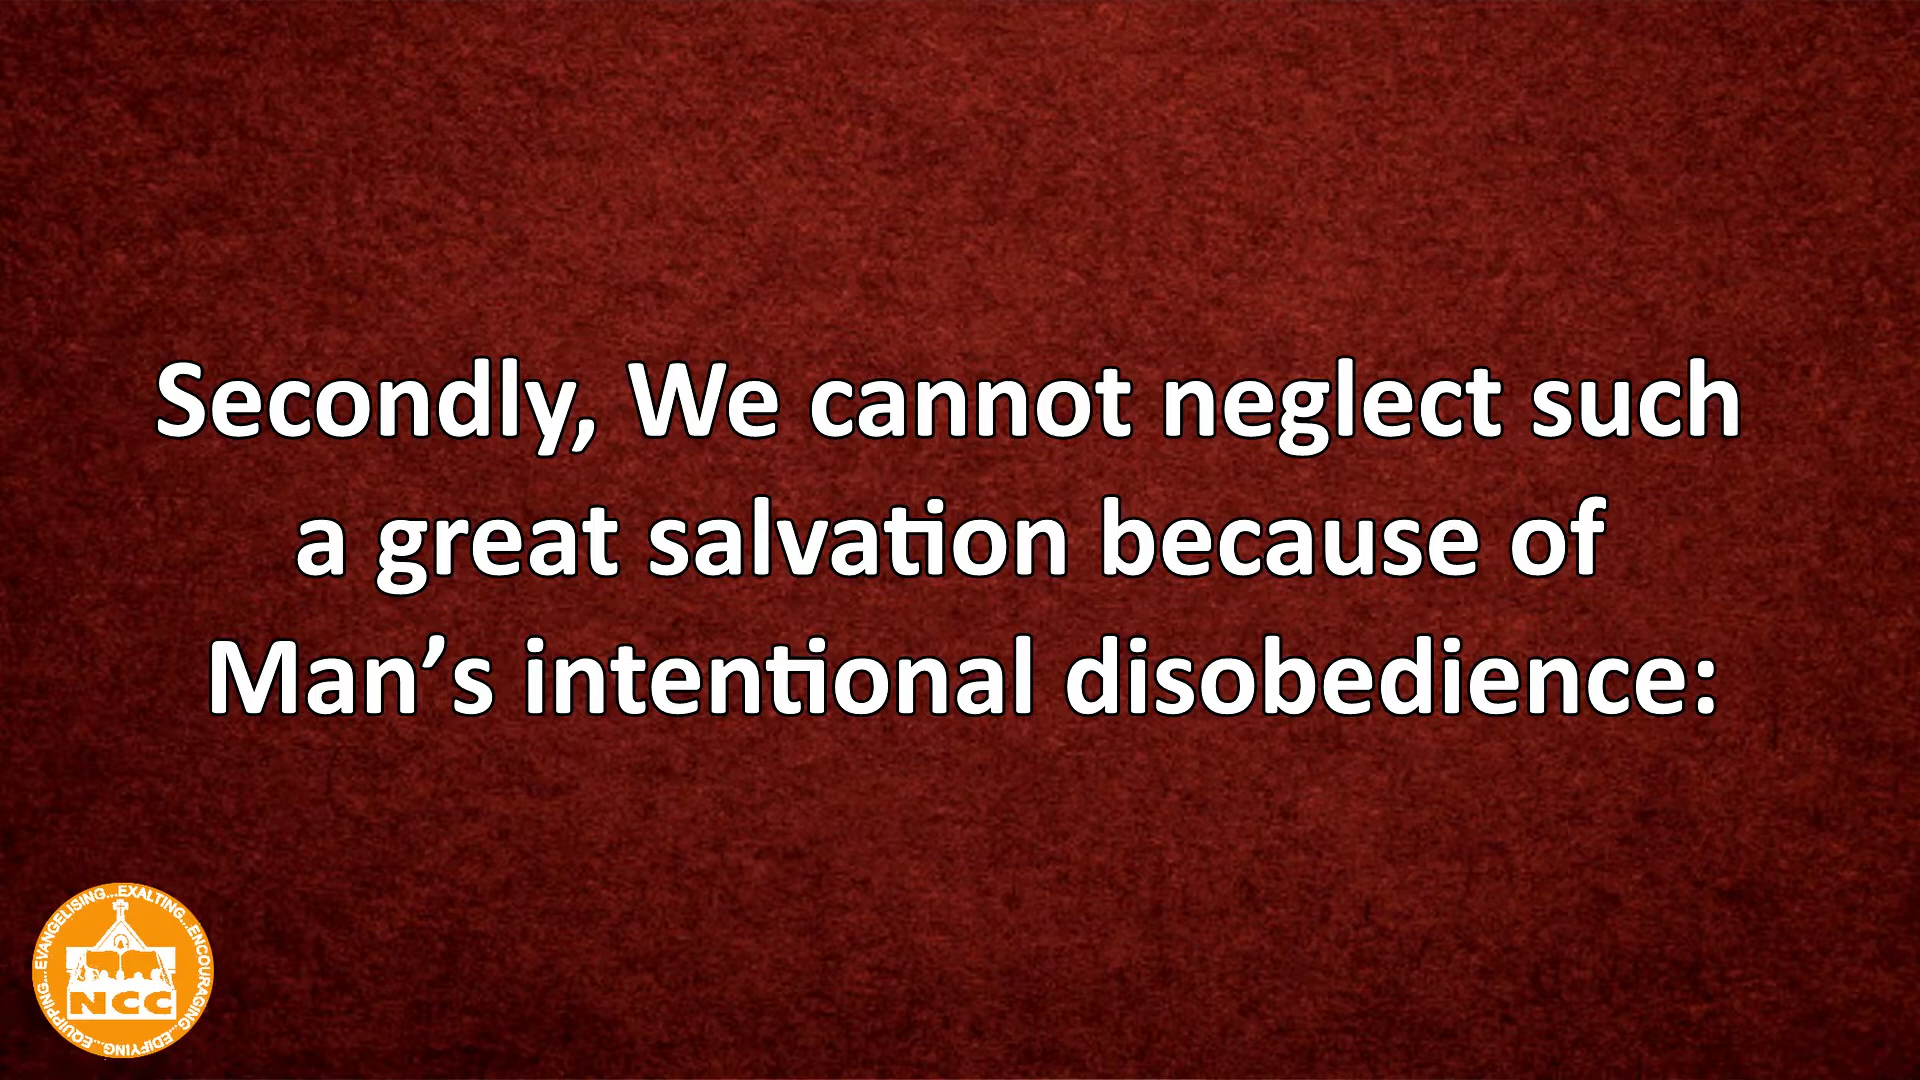 Secondly, We cannot neglect such
a great salvation because of
Man’s intentional disobedience:
EVANGELISING...EXALTING...ENCOURAGING...EDIFYING...EQUIPPING...
NCC